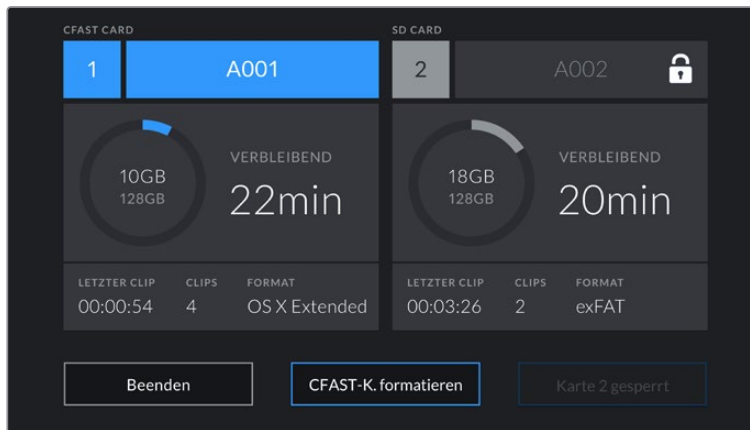 CFAST CARD
1
A001
10GB
128GB
VERBLEIBEND
22min
LETZTER CLIP CLIPS FORMAT
00:00:54 4 OS X Extended
SD CARD
2
A002
18GB
128GB
VERBLEIBEND
20min
LETZTER CLIP CLIPS FORMAT
00:03:26 2 exFAT
Beenden
CFAST-K. formatieren
Karte 2 gesperrt